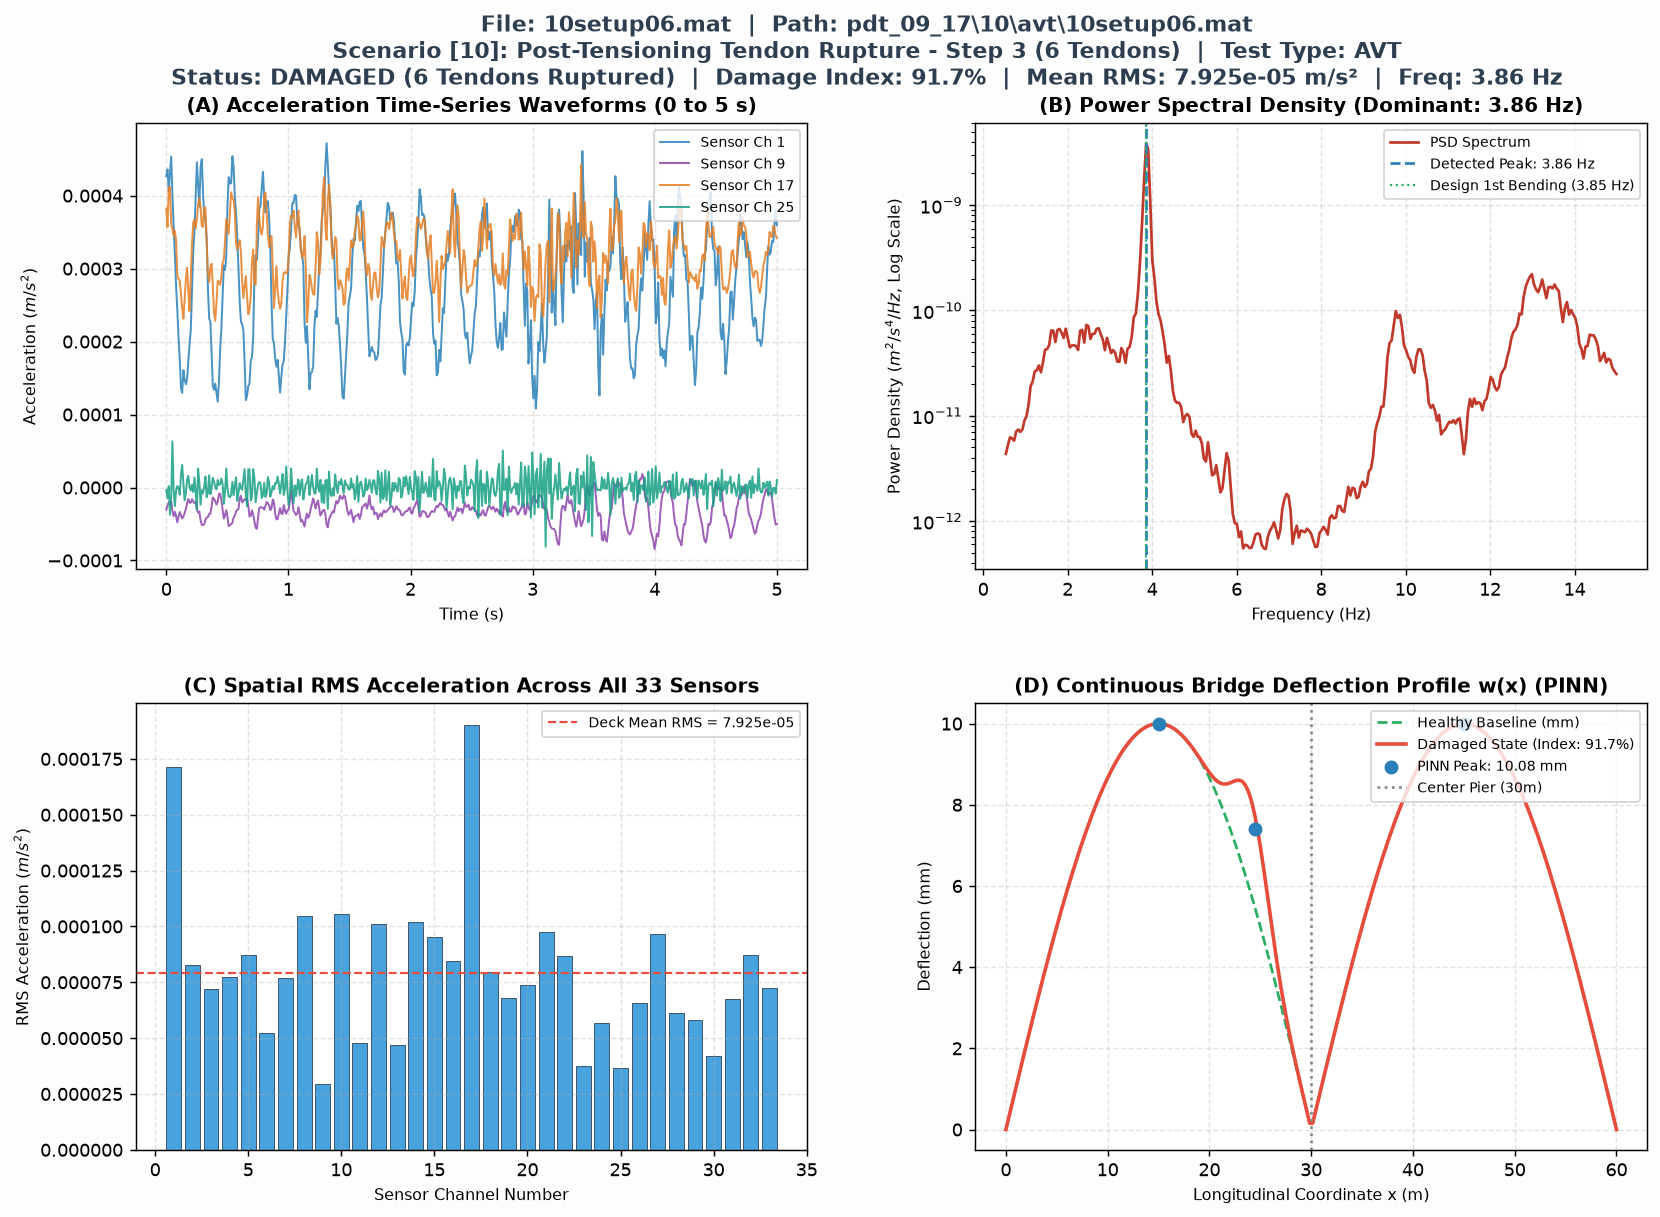 File: 10setup06.mat | Path: pdt_09_17\10\avt\10setup06.mat
Scenario [10]: Post-Tensioning Tendon Rupture - Step 3 (6 Tendons) | Test Type: AVT
Status: DAMAGED (6 Tendons Ruptured) | Damage Index: 91.7% | Mean RMS: 7.925e-05 m/s² | Freq: 3.86 Hz
(A) Acceleration Time-Series Waveforms (0 to 5 s)
Sensor Ch 1
Sensor Ch 9
Sensor Ch 17
Sensor Ch 25
Acceleration (m/s²)
0.0004
0.0003
0.0002
0.0001
0.0000
−0.0001
0 1 2 3 4 5
Time (s)
(B) Power Spectral Density (Dominant: 3.86 Hz)
PSD Spectrum
Detected Peak: 3.86 Hz
Design 1st Bending (3.85 Hz)
Power Density (m²/s⁴/Hz, Log Scale)
10⁻⁹
10⁻¹⁰
10⁻¹¹
10⁻¹²
0 2 4 6 8 10 12 14
Frequency (Hz)
(C) Spatial RMS Acceleration Across All 33 Sensors
Deck Mean RMS = 7.925e-05
RMS Acceleration (m/s²)
0.000175
0.000150
0.000125
0.000100
0.000075
0.000050
0.000025
0.000000
0 5 10 15 20 25 30 35
Sensor Channel Number
(D) Continuous Bridge Deflection Profile w(x) (PINN)
Healthy Baseline (mm)
Damaged State (Index: 91.7%)
PINN Peak: 10.08 mm
Center Pier (30m)
Deflection (mm)
10
8
6
4
2
0
0 10 20 30 40 50 60
Longitudinal Coordinate x (m)